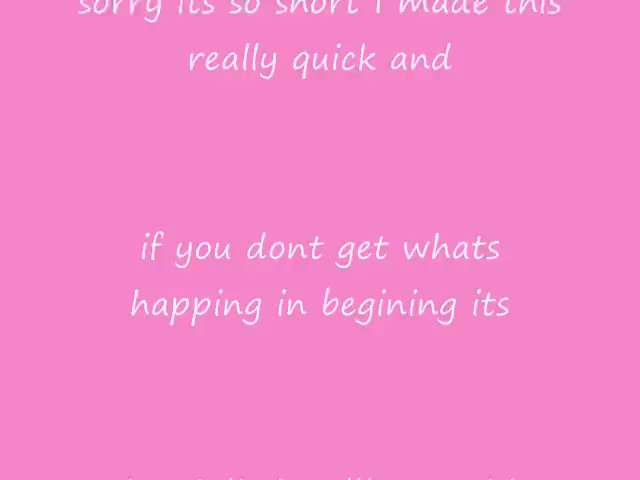 sorry its so short I made this
really quick and
if you dont get whats
happing in begining its